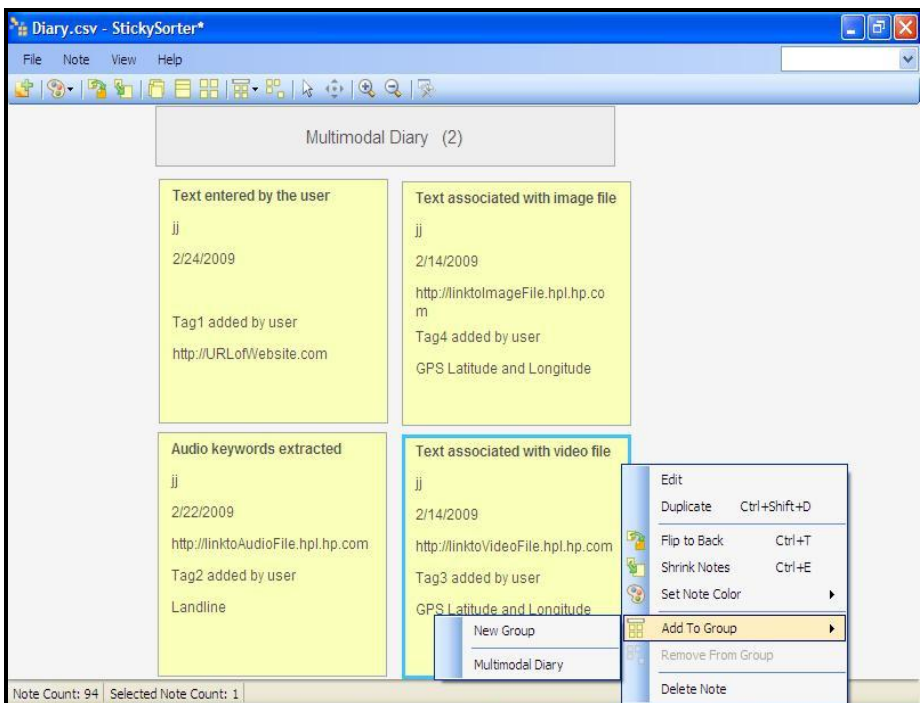 Diary.csv - StickySorter*
File Note View Help
Multimodal Diary (2)
Text entered by the user
jj
2/24/2009
Tag1 added by user
http://URLofWebsite.com
Text associated with image file
jj
2/14/2009
http://linktoImageFile.hpl.hp.co
m
Tag4 added by user
GPS Latitude and Longitude
Audio keywords extracted
jj
2/22/2009
http://linktoAudioFile.hpl.hp.com
Tag2 added by user
Landline
Text associated with video file
jj
2/14/2009
http://linktoVideoFile.hpl.hp.com
Tag3 added by user
GPS Latitude and Longitude
Edit
Duplicate Ctrl+Shift+D
Flip to Back Ctrl+T
Shrink Notes Ctrl+E
Set Note Color
Add To Group
Remove From Group
Delete Note
New Group
Multimodal Diary
Note Count: 94 Selected Note Count: 1